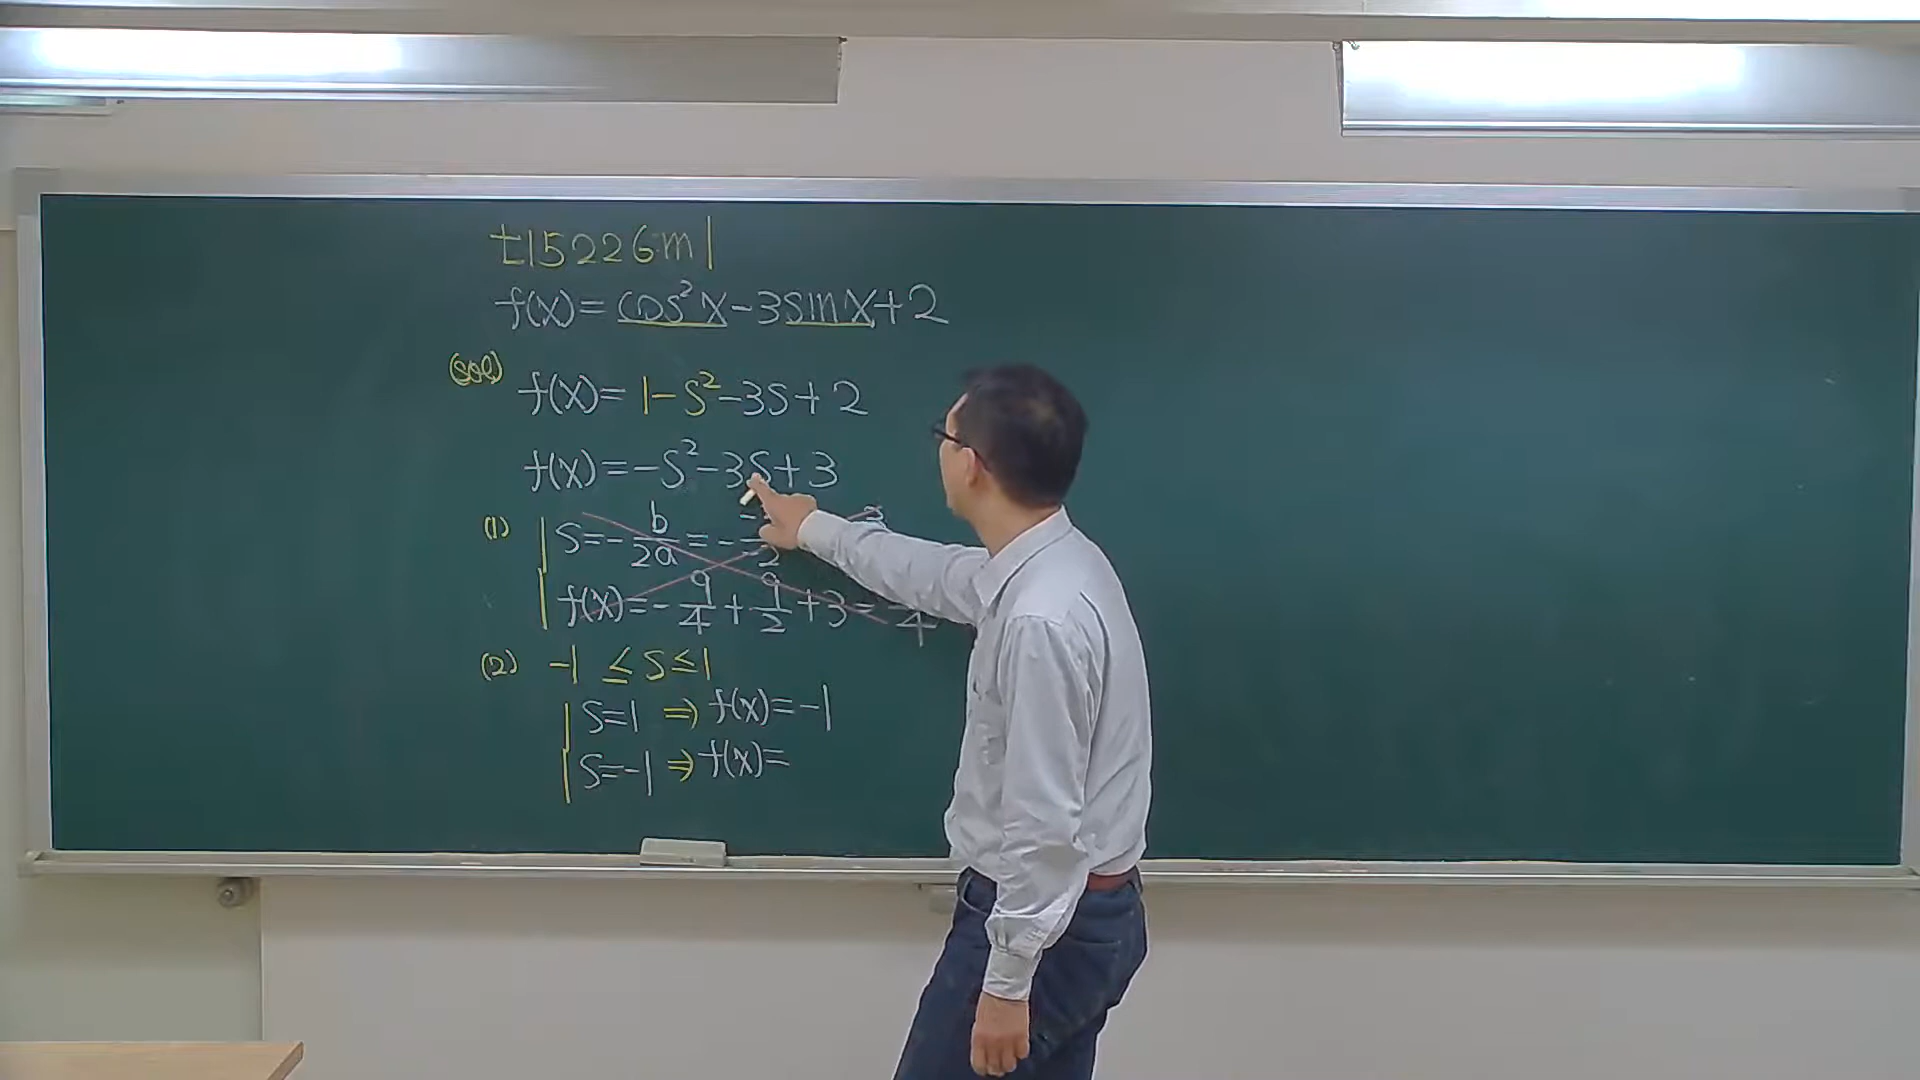 t115226m1
f(x)=cos²x-3sinx+2
(sol) f(x)=1-s²-3s+2
f(x)=-s²-3s+3
(1) s=-b/2a=-
f(x)=-9/4+9/2+3=
(2) -1≤s≤1
s=1 ⇒ f(x)=-1
s=-1 ⇒ f(x)=